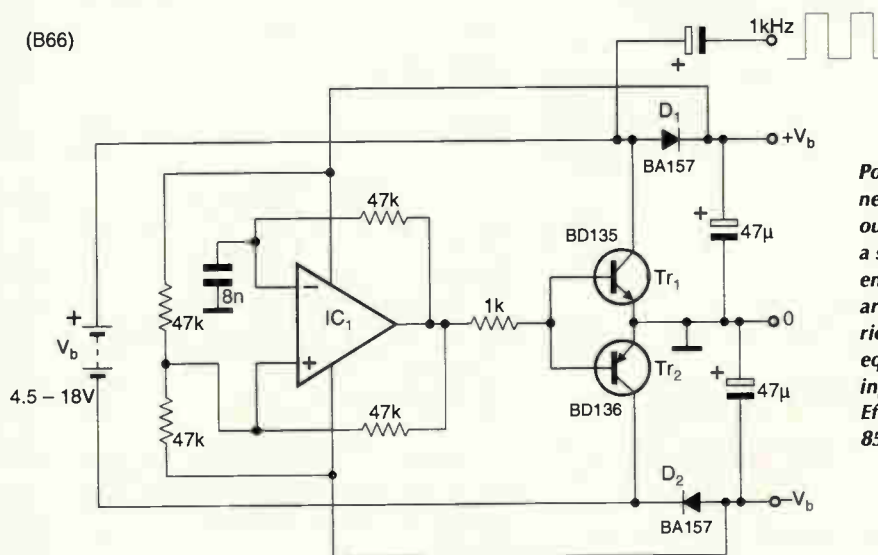 (B66)
1kHz
+
D1
+Vb
BA157
47k
+
47µ
BD135
8n
−
Tr1
47k
IC1
1k
+
0
Vb
+
+
4.5 – 18V
Tr2
47µ
47k
47k
BD136
D2
−Vb
BA157
Po
ne
ou
a s
en
ar
ric
eq
in
Ef
85